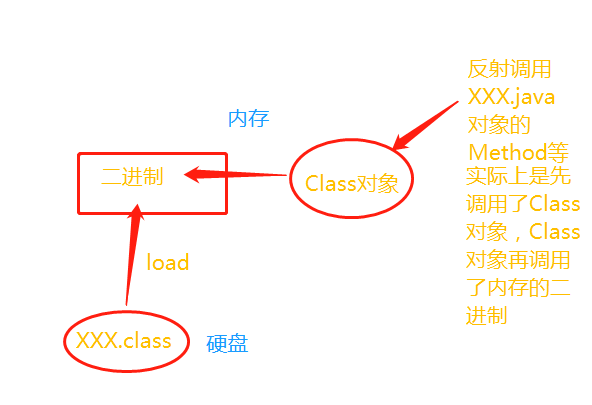 内存
二进制
Class对象
load
XXX.class
硬盘
反射调用
XXX.java
对象的
Method等
实际上是先
调用了Class
对象，Class
对象再调用
了内存的二
进制